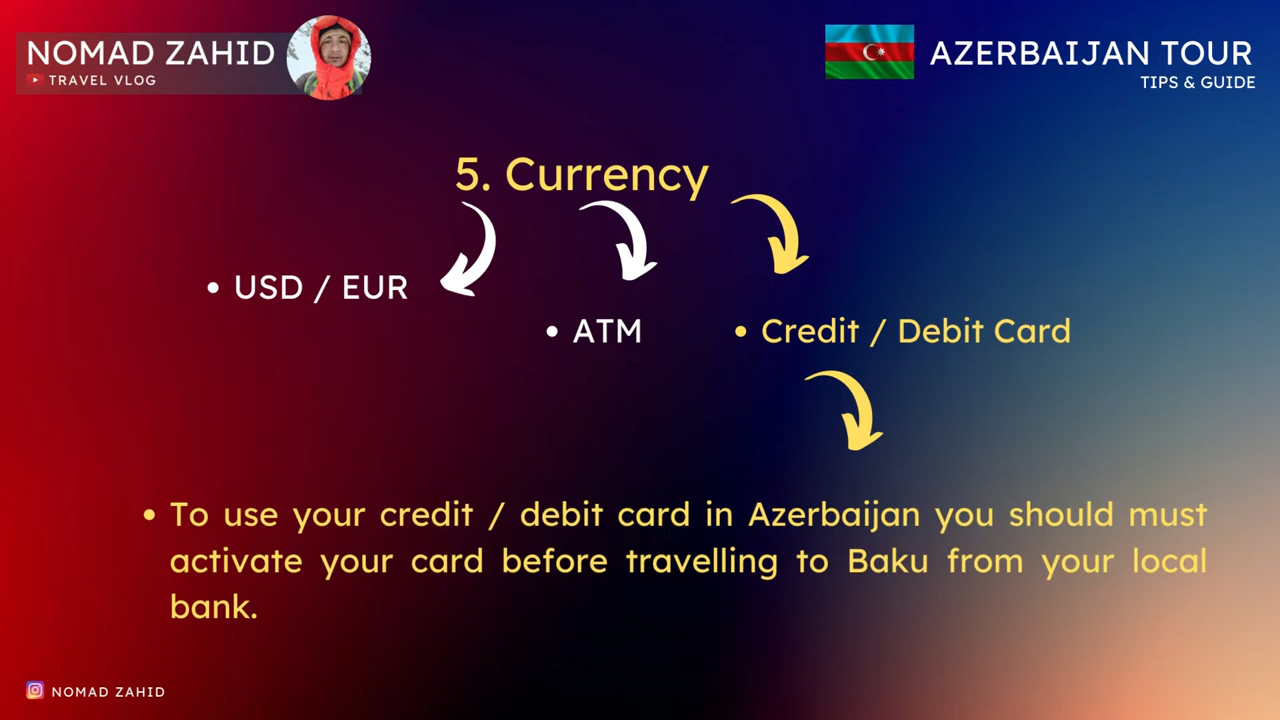 NOMAD ZAHID
TRAVEL VLOG
AZERBAIJAN TOUR
TIPS & GUIDE
5. Currency
• USD / EUR
• ATM
• Credit / Debit Card
• To use your credit / debit card in Azerbaijan you should must
activate your card before travelling to Baku from your local
bank.
NOMAD ZAHID